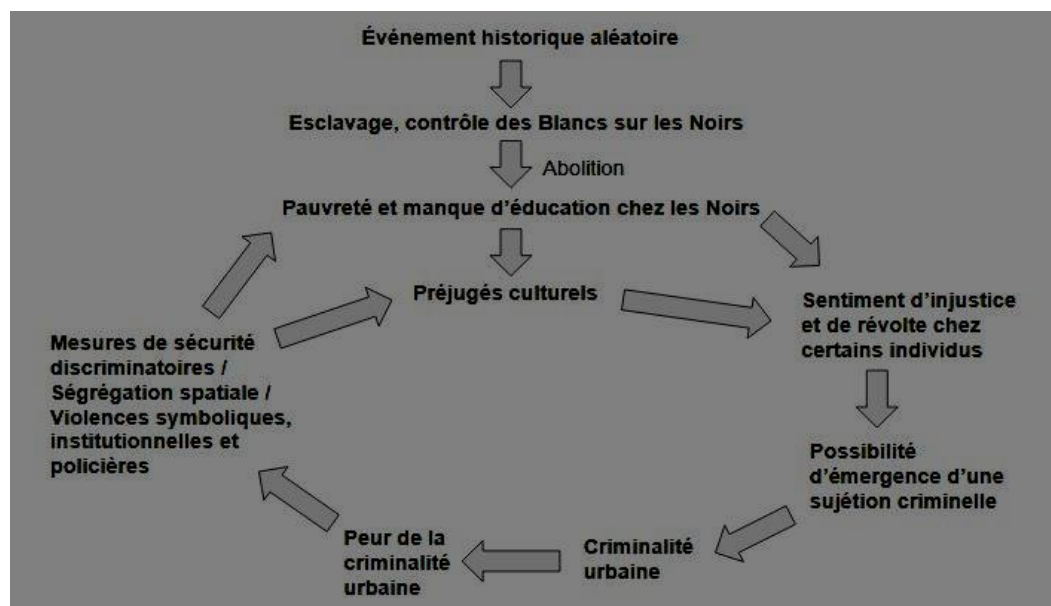 Événement historique aléatoire
Esclavage, contrôle des Blancs sur les Noirs
Abolition
Pauvreté et manque d'éducation chez les Noirs
Préjugés culturels
Sentiment d'injustice
et de révolte chez
certains individus
Mesures de sécurité
discriminatoires /
Ségrégation spatiale /
Violences symboliques,
institutionnelles et
policières
Possibilité
d'émergence d'une
sujétion criminelle
Peur de la
criminalité
urbaine
Criminalité
urbaine